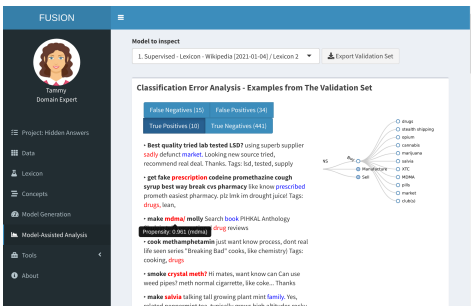 FUSION
Tammy
Domain Expert
Project: Hidden Answers
Data
Lexicon
Concepts
Model Generation
Model-Assisted Analysis
Tools
About
Model to inspect
1. Supervised - Lexicon - Wikipedia [2021-01-04] / Lexicon 2
Export Validation Set
Classification Error Analysis - Examples from The Validation Set
False Negatives (15) False Positives (34)
True Positives (10) True Negatives (441)
• Best quality tried lab tested LSD? using superb supplier
sadly defunct market. Looking new source tried,
recommend real deal. Thanks. Tags: lsd, tested, supply
• get fake prescription codeine promethazine cough
syrup best way break cvs pharmacy like know prescribed
prometh easiest pharmacy. plz lmk im drought juice! Tags:
drugs, lean,
• make mdma/ molly Search book PIHKAL Anthology
Propensity: 0.961 (mdma)
drug reviews
• cook methamphetamin just want know process, dont real
life seen series "Breaking Bad" cooks, like chemistry) Tags:
cooking, drugs
• smoke crystal meth? Hi mates, want know can Can use
weed pipes? meth normal cigarette, like coke... Thanks
• make salvia talking tall growing plant mint family. Yes,
NS
Buy
Manufacture
Sell
drugs
stealth shipping
opium
cannabis
marijuana
salvia
XTC
MDMA
pills
market
club(s)